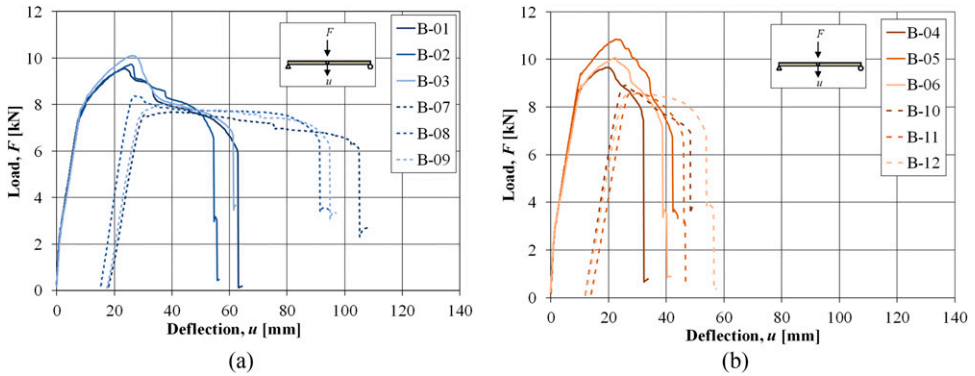 12
10
8
6
4
2
0
Load, F [kN]
0 20 40 60 80 100 120 140
Deflection, u [mm]
F
u
B-01
B-02
B-03
B-07
B-08
B-09
(a)
12
10
8
6
4
2
0
Load, F [kN]
0 20 40 60 80 100 120 140
Deflection, u [mm]
F
u
B-04
B-05
B-06
B-10
B-11
B-12
(b)